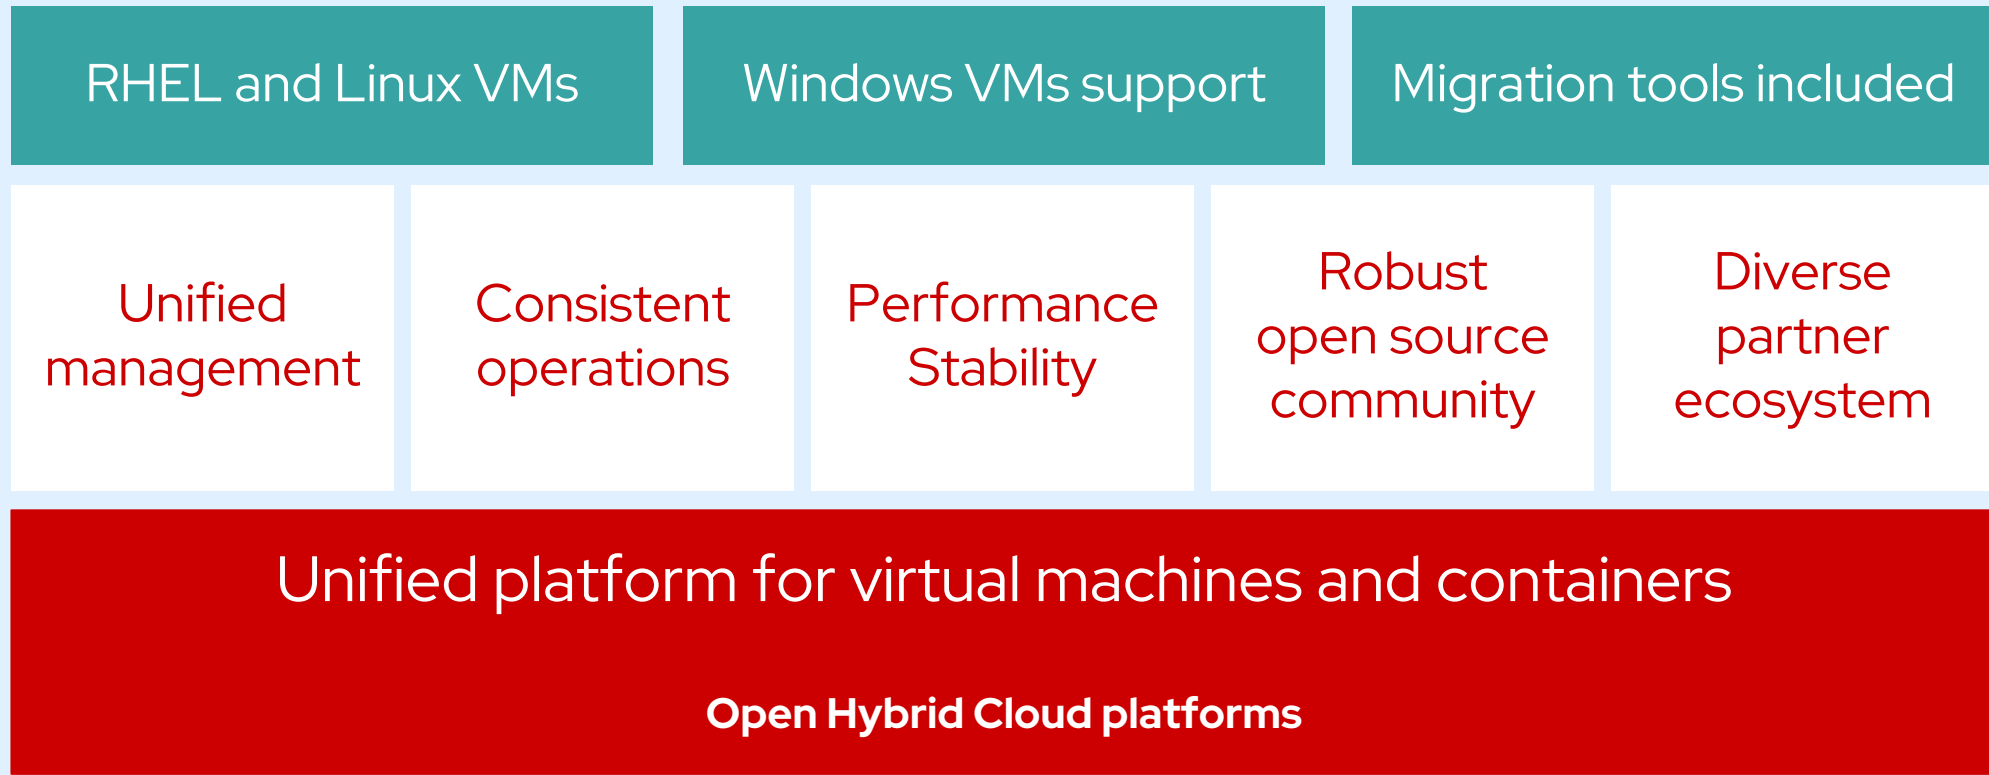 RHEL and Linux VMs
Windows VMs support
Migration tools included
Unified
management
Consistent
operations
Performance
Stability
Robust
open source
community
Diverse
partner
ecosystem
Unified platform for virtual machines and containers
Open Hybrid Cloud platforms